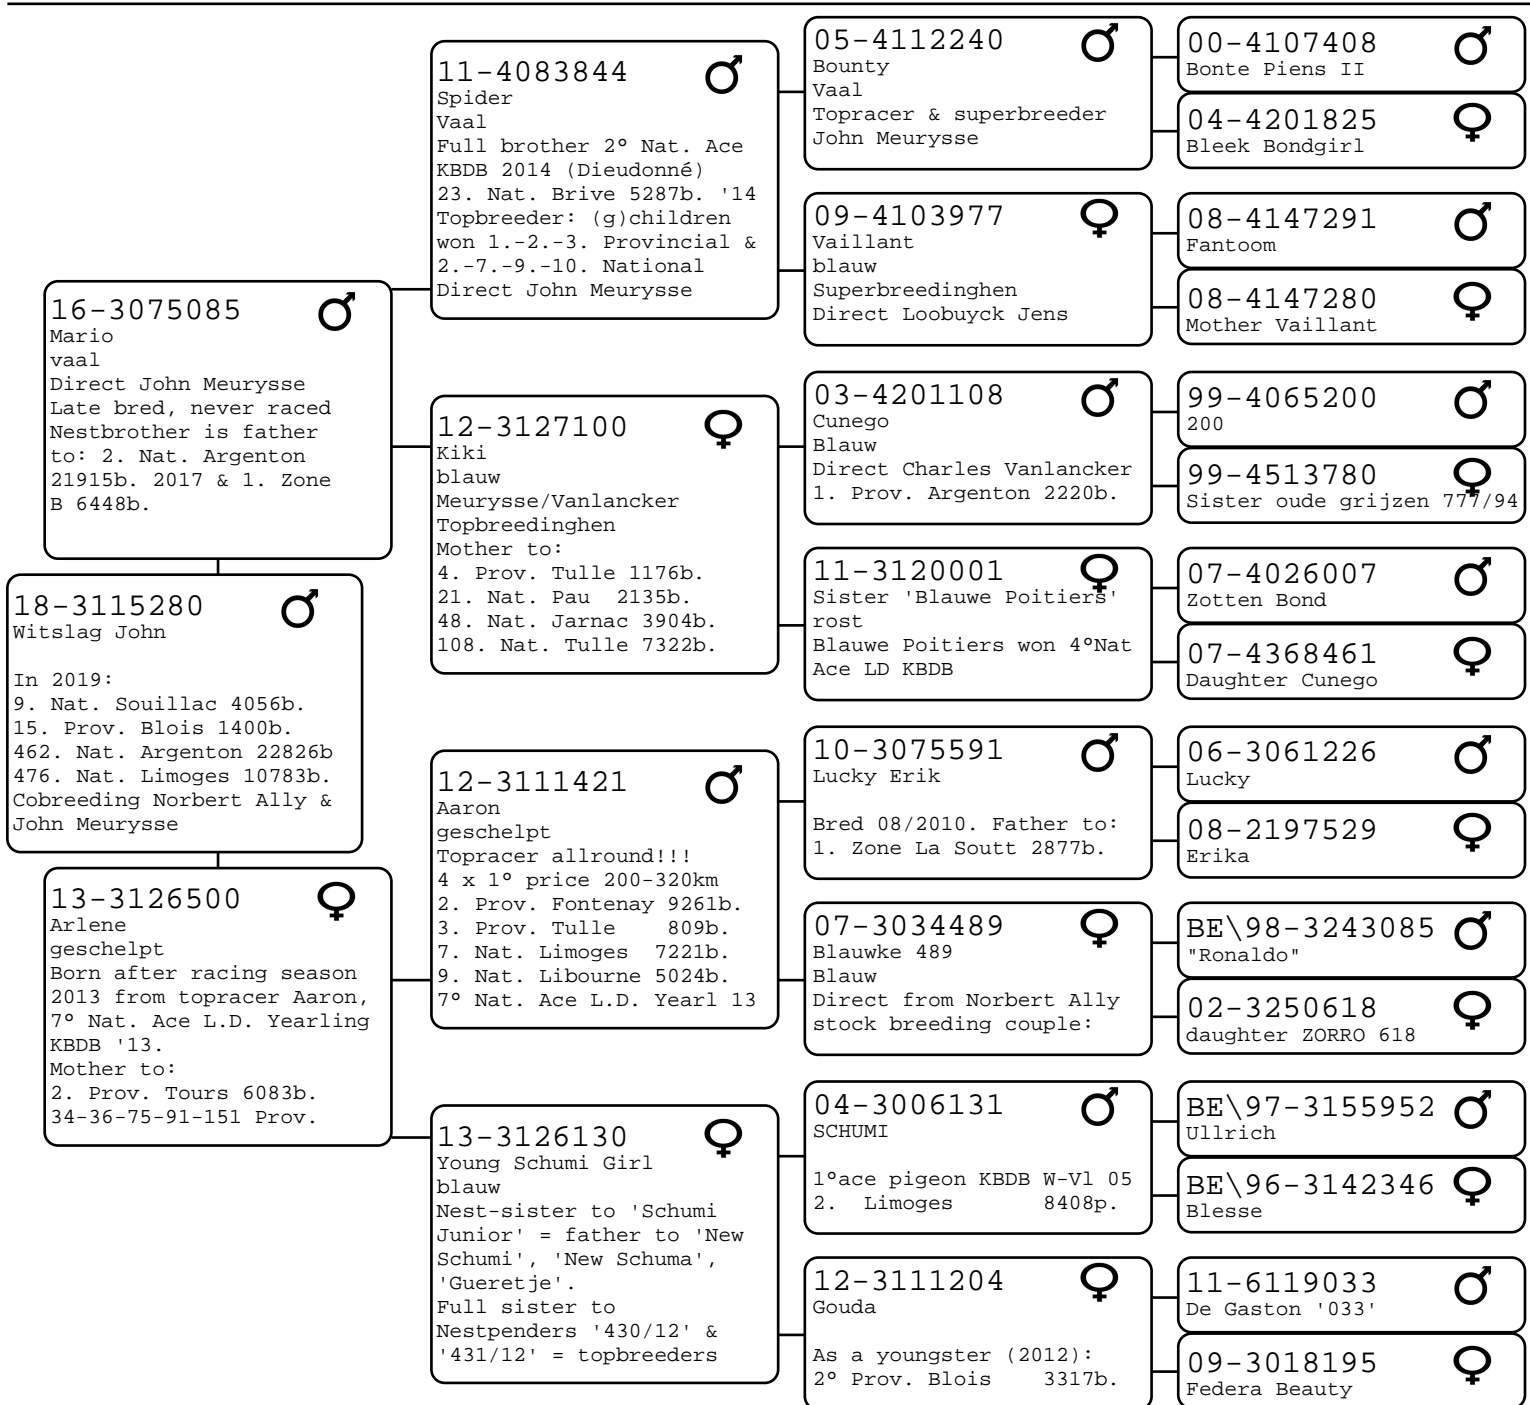 18-3115280
Witslag John
In 2019:
9. Nat. Souillac 4056b.
15. Prov. Blois 1400b.
462. Nat. Argenton 22826b
476. Nat. Limoges 10783b.
Cobreeding Norbert Ally &
John Meurysse
16-3075085
Mario
vaal
Direct John Meurysse
Late bred, never raced
Nestbrother is father
to: 2. Nat. Argenton
21915b. 2017 & 1. Zone
B 6448b.
13-3126500
Arlene
geschelpt
Born after racing season
2013 from topracer Aaron,
7° Nat. Ace L.D. Yearling
KBDB '13.
Mother to:
2. Prov. Tours 6083b.
34-36-75-91-151 Prov.
11-4083844
Spider
Vaal
Full brother 2° Nat. Ace
KBDB 2014 (Dieudonné)
23. Nat. Brive 5287b. '14
Topbreeder: (g)children
won 1.-2.-3. Provincial &
2.-7.-9.-10. National
Direct John Meurysse
12-3127100
Kiki
blauw
Meurysse/Vanlancker
Topbreedinghen
Mother to:
4. Prov. Tulle 1176b.
21. Nat. Pau  2135b.
48. Nat. Jarnac 3904b.
108. Nat. Tulle 7322b.
12-3111421
Aaron
geschelpt
Topracer allround!!!
4 x 1° price 200-320km
2. Prov. Fontenay 9261b.
3. Prov. Tulle    809b.
7. Nat. Limoges  7221b.
9. Nat. Libourne 5024b.
7° Nat. Ace L.D. Yearl 13
13-3126130
Young Schumi Girl
blauw
Nest-sister to 'Schumi
Junior' = father to 'New
Schumi', 'New Schuma',
'Gueretje'.
Full sister to
Nestpenders '430/12' &
'431/12' = topbreeders
05-4112240
Bounty
Vaal
Topracer & superbreeder
John Meurysse
09-4103977
Vaillant
blauw
Superbreedinghen
Direct Loobuyck Jens
03-4201108
Cunego
Blauw
Direct Charles Vanlancker
1. Prov. Argenton 2220b.
11-3120001
Sister 'Blauwe Poitiers'
rost
Blauwe Poitiers won 4°Nat
Ace LD KBDB
10-3075591
Lucky Erik
Bred 08/2010. Father to:
1. Zone La Soutt 2877b.
07-3034489
Blauwke 489
Blauw
Direct from Norbert Ally
stock breeding couple:
04-3006131
SCHUMI
1°ace pigeon KBDB W-Vl 05
2.  Limoges       8408p.
12-3111204
Gouda
As a youngster (2012):
2° Prov. Blois    3317b.
00-4107408
Bonte Piens II
04-4201825
Bleek Bondgirl
08-4147291
Fantoom
08-4147280
Mother Vaillant
99-4065200
200
99-4513780
Sister oude grijzen 777/94
07-4026007
Zotten Bond
07-4368461
Daughter Cunego
06-3061226
Lucky
08-2197529
Erika
BE\98-3243085
"Ronaldo"
02-3250618
daughter ZORRO 618
BE\97-3155952
Ullrich
BE\96-3142346
Blesse
11-6119033
De Gaston '033'
09-3018195
Federa Beauty